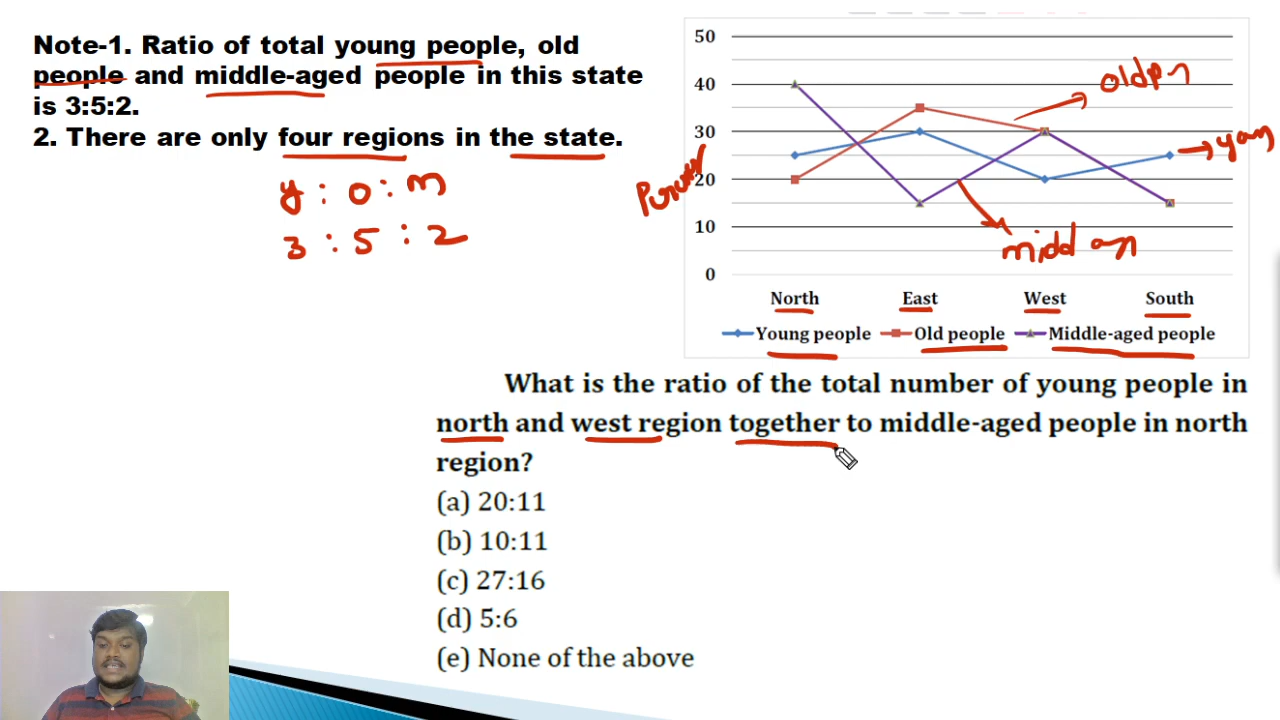 Note-1. Ratio of total young people, old
people and middle-aged people in this state
is 3:5:2.
2. There are only four regions in the state.
y : o : m
3 : 5 : 2
50
40
30
20
10
0
old
young
midd
North East West South
Young people Old people Middle-aged people
What is the ratio of the total number of young people in
north and west region together to middle-aged people in north
region?
(a) 20:11
(b) 10:11
(c) 27:16
(d) 5:6
(e) None of the above